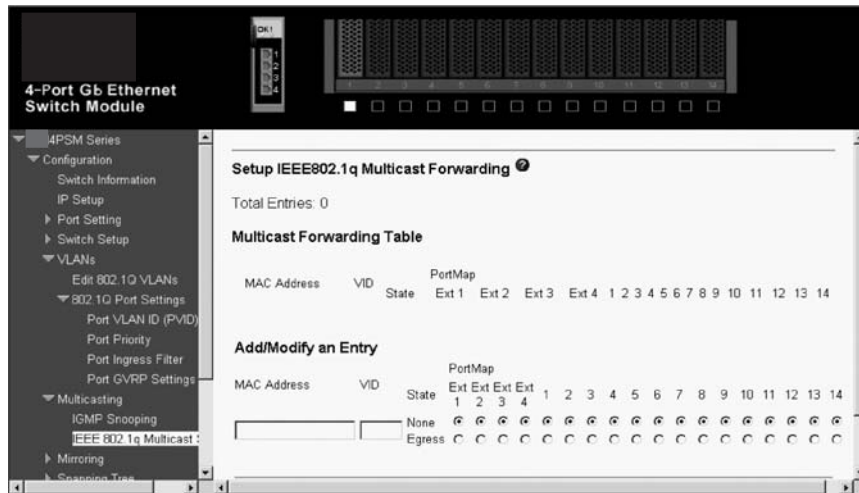 OK!
1
2
3
4
4-Port Gb Ethernet
Switch Module
1 2 3 4 5 6 7 8 9 10 11 12 13 14
4PSM Series
Configuration
Switch Information
IP Setup
Port Setting
Switch Setup
VLANs
Edit 802.1Q VLANs
802.1Q Port Settings
Port VLAN ID (PVID)
Port Priority
Port Ingress Filter
Port GVRP Settings
Multicasting
IGMP Snooping
IEEE 802.1q Multicast S
Mirroring
Spanning Tree
Setup IEEE802.1q Multicast Forwarding ?
Total Entries: 0
Multicast Forwarding Table
PortMap
MAC Address VID
State Ext 1 Ext 2 Ext 3 Ext 4 1 2 3 4 5 6 7 8 9 10 11 12 13 14
Add/Modify an Entry
PortMap
MAC Address VID
State Ext 1 Ext 2 Ext 3 Ext 4 1 2 3 4 5 6 7 8 9 10 11 12 13 14
None
Egress